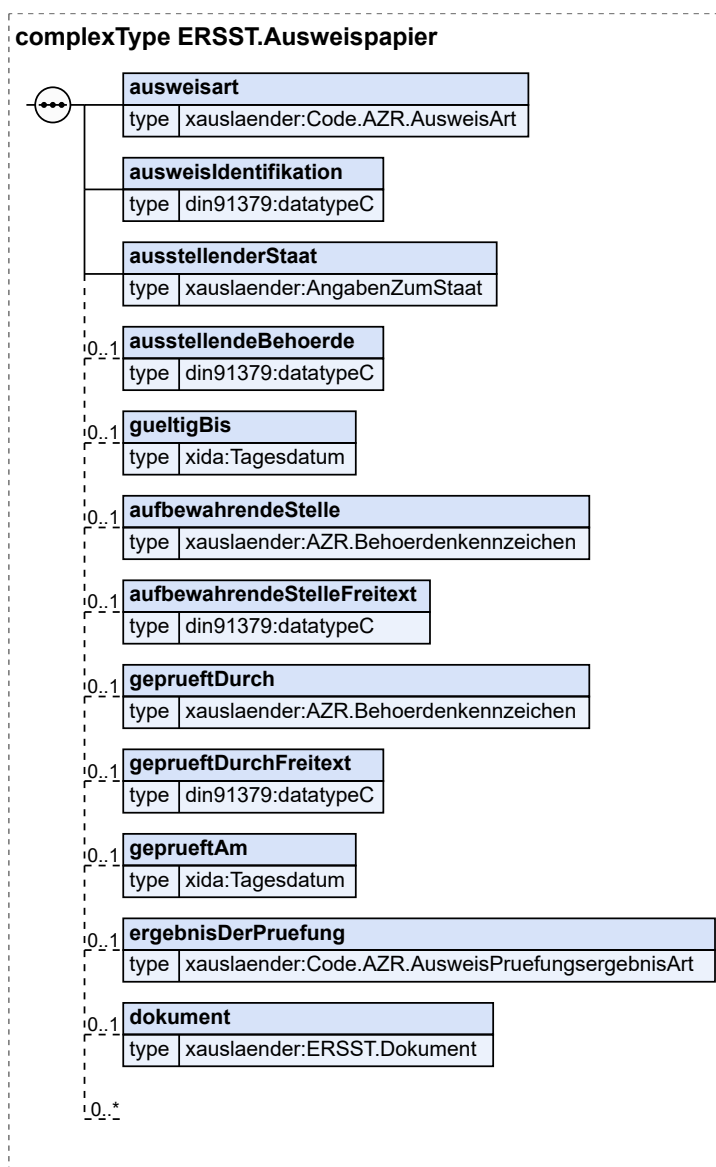 complexType ERSST.Ausweispapier
ausweisart
type xauslaender:Code.AZR.AusweisArt
ausweisIdentifikation
type din91379:datatypeC
ausstellenderStaat
type xauslaender:AngabenZumStaat
0..1 ausstellendeBehoerde
type din91379:datatypeC
0..1 gueltigBis
type xida:Tagesdatum
0..1 aufbewahrendeStelle
type xauslaender:AZR.Behoerdenkennzeichen
0..1 aufbewahrendeStelleFreitext
type din91379:datatypeC
0..1 geprueftDurch
type xauslaender:AZR.Behoerdenkennzeichen
0..1 geprueftDurchFreitext
type din91379:datatypeC
0..1 geprueftAm
type xida:Tagesdatum
0..1 ergebnisDerPruefung
type xauslaender:Code.AZR.AusweisPruefungsergebnisArt
0..1 dokument
type xauslaender:ERSST.Dokument
0..*